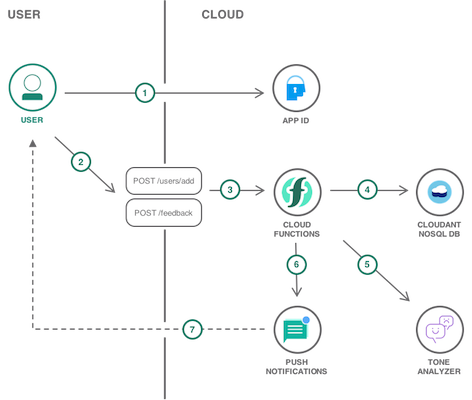 USER
CLOUD
1
USER
APP ID
2
POST /users/add
3
4
POST /feedback
CLOUD
FUNCTIONS
CLOUDANT
NOSQL DB
6
5
7
PUSH
NOTIFICATIONS
TONE
ANALYZER